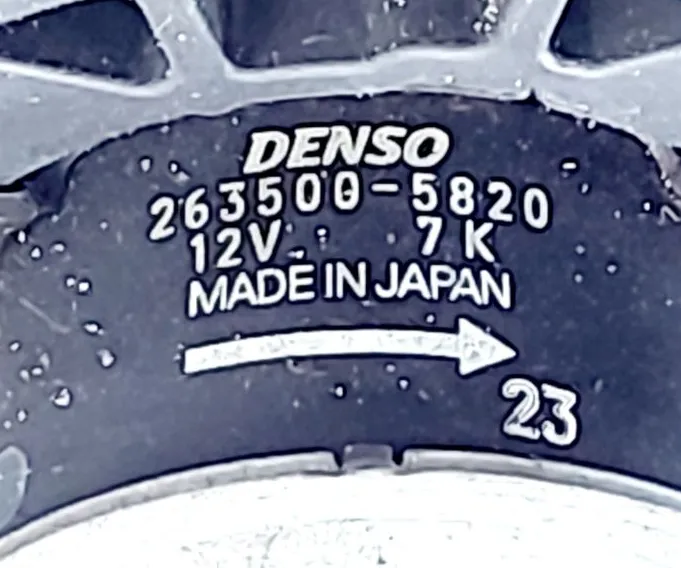 DENSO
263500-5820
12V 7K
MADE IN JAPAN
23